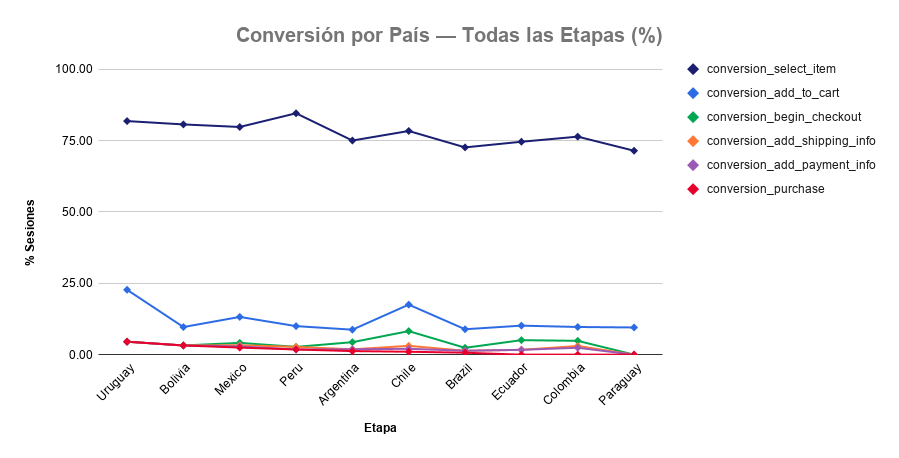 Conversión por País — Todas las Etapas (%)
100.00
75.00
50.00
25.00
0.00
% Sesiones
Uruguay
Bolivia
Mexico
Peru
Argentina
Chile
Brazil
Ecuador
Colombia
Paraguay
Etapa
conversion_select_item
conversion_add_to_cart
conversion_begin_checkout
conversion_add_shipping_info
conversion_add_payment_info
conversion_purchase